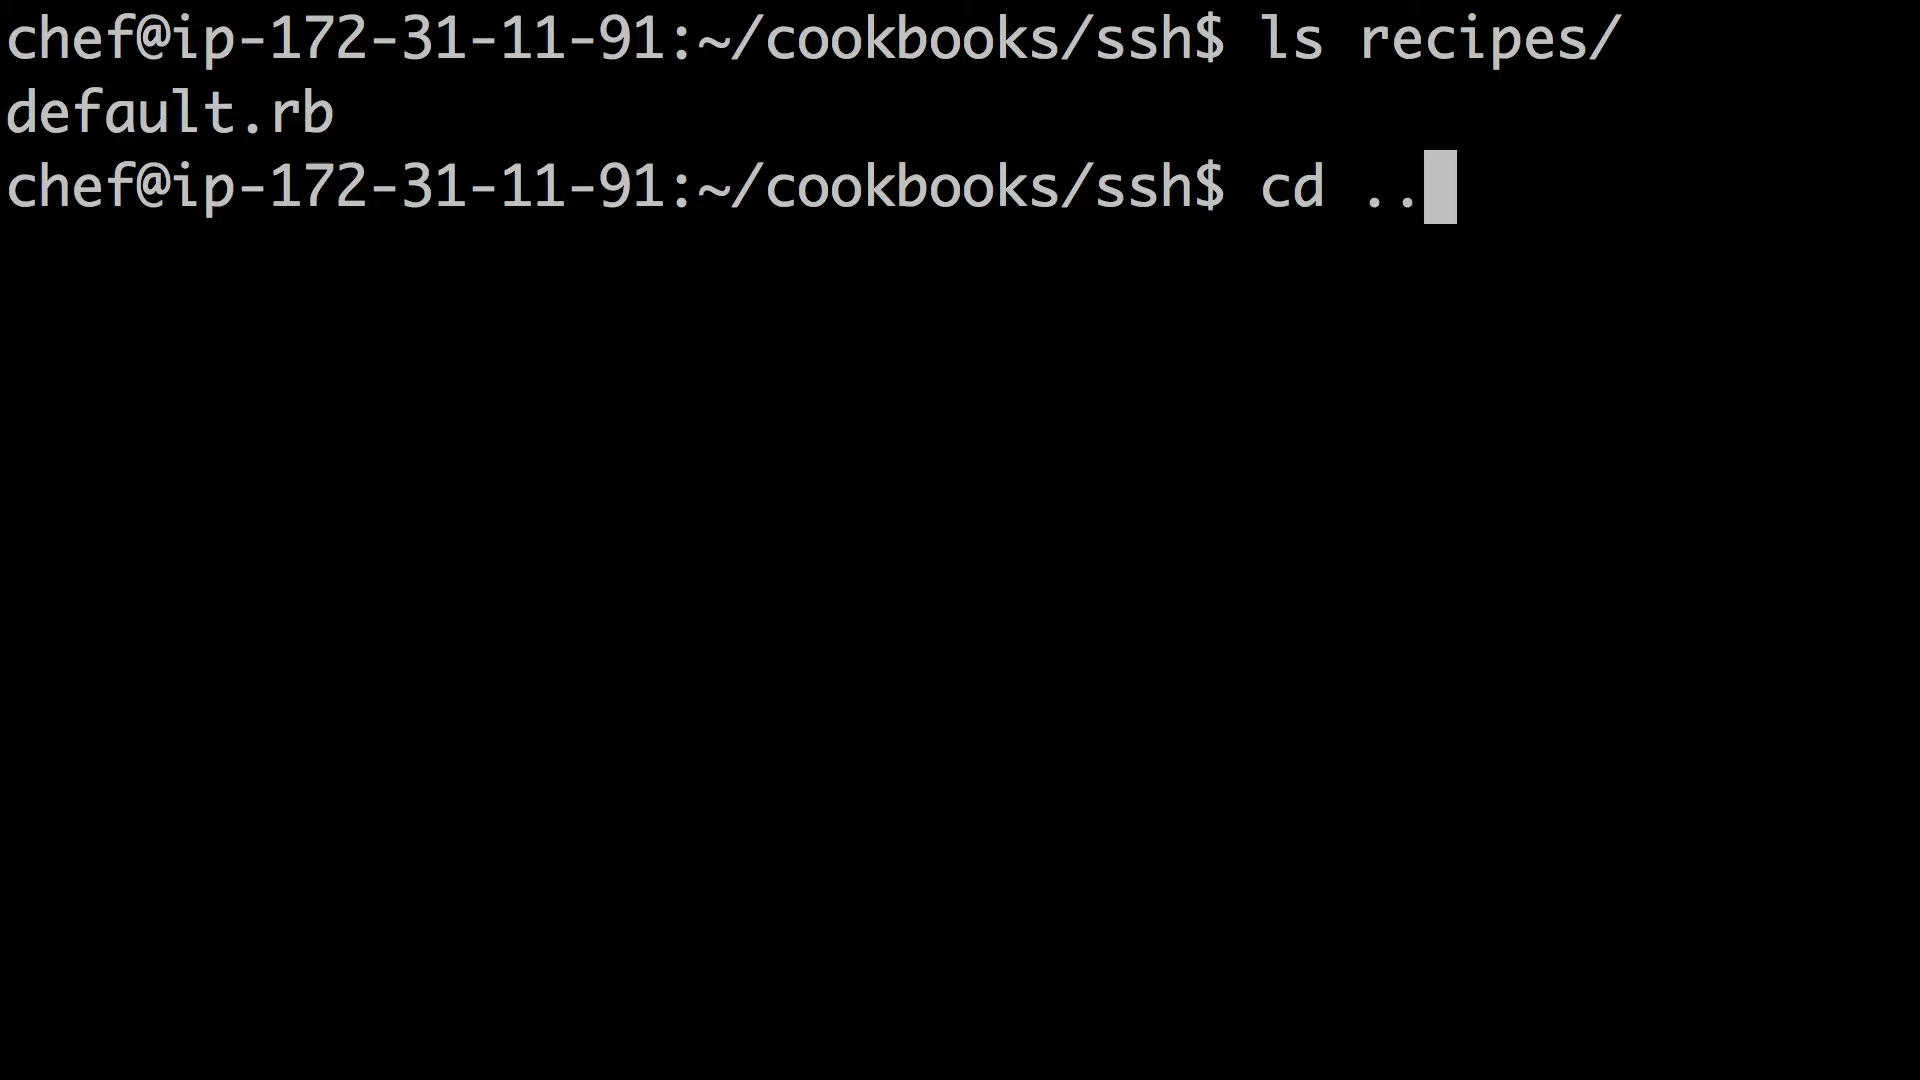 chef@ip-172-31-11-91:~/cookbooks/ssh$ ls recipes/
default.rb
chef@ip-172-31-11-91:~/cookbooks/ssh$ cd ..